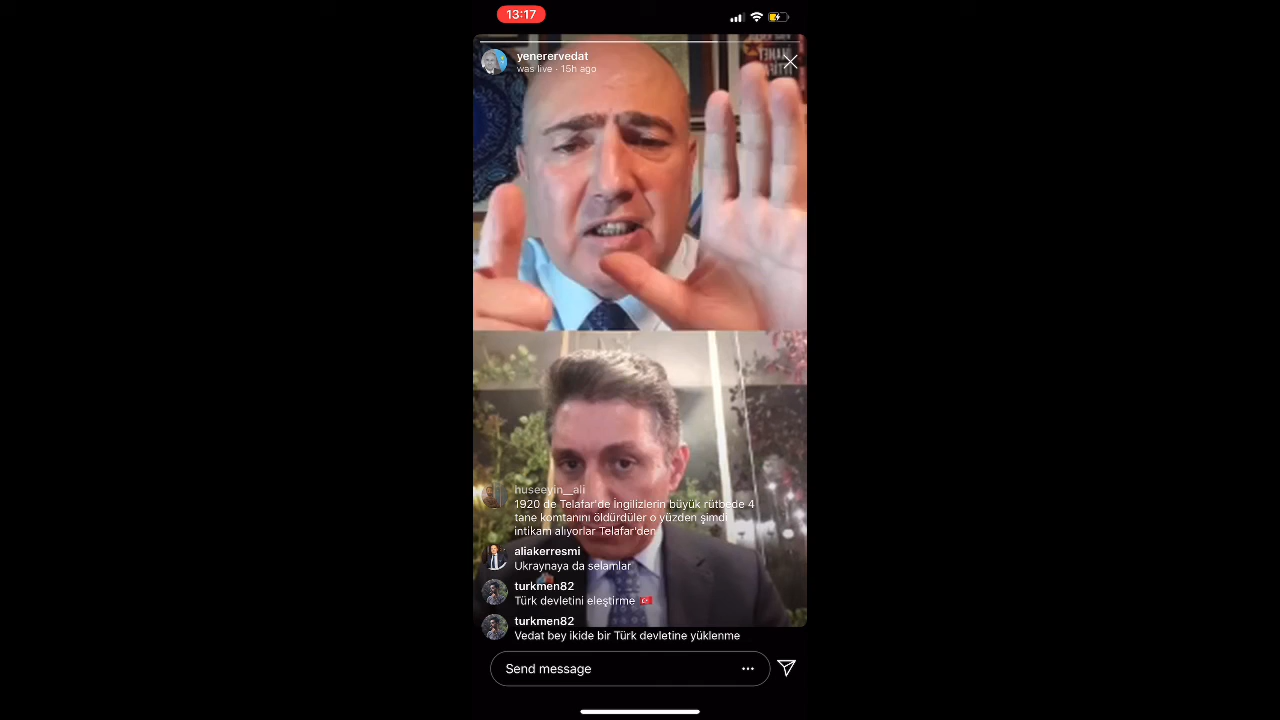 13:17
yenerervedat
was live · 15h ago
huseeyin__ali
1920 de Telafar'de İngilizlerin büyük rütbede 4
tane komtanını öldürdüler o yüzden şimdi
intikam alıyorlar Telafar'den
aliakerresmi
Ukraynaya da selamlar
turkmen82
Türk devletini eleştirme 🇹🇷
turkmen82
Vedat bey ikide bir Türk devletine yüklenme
Send message